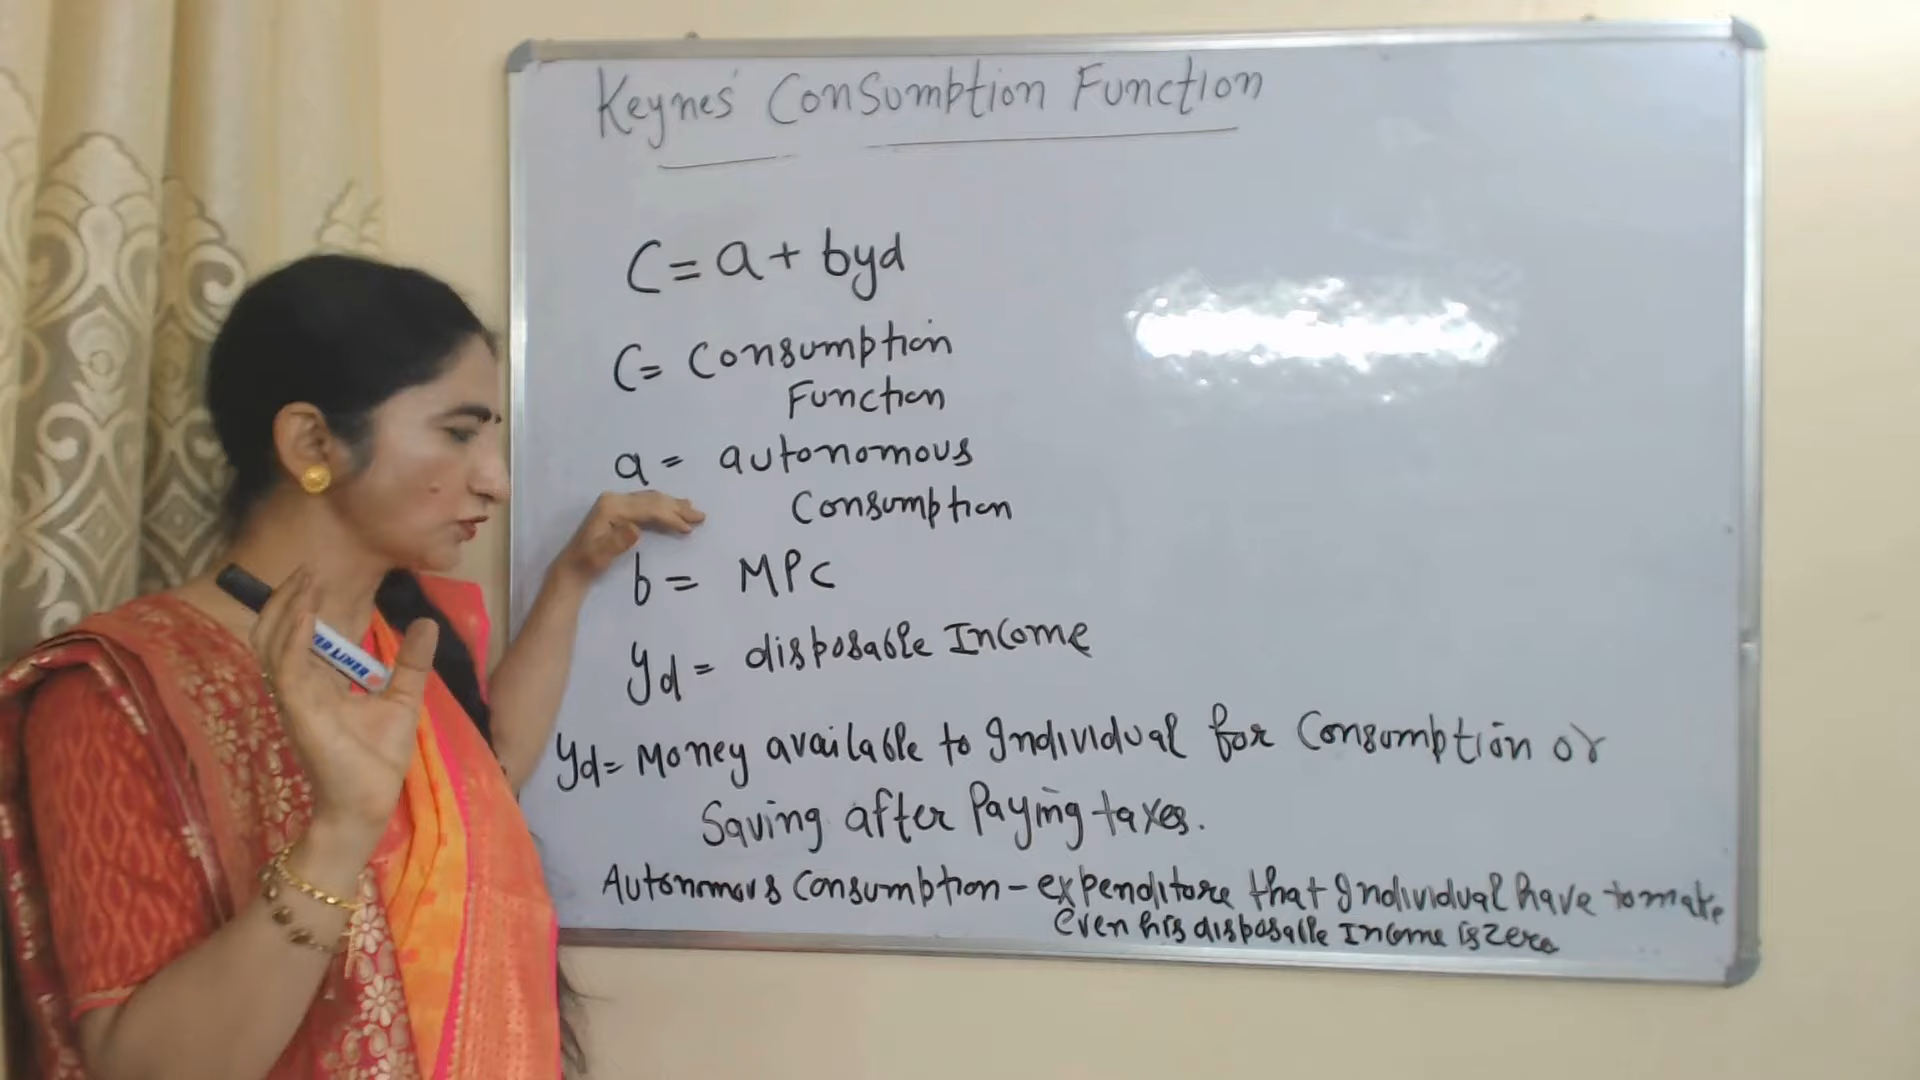 Keynes' Consumption Function
C = a + byd
C = Consumption
Function
a = autonomous
Consumption
b = MPC
yd = disposable Income
yd = Money available to Individual for Consumption or
Saving after Paying taxes.
Autonomous Consumption - expenditure that Individual have to make
even his disposable Income is zero
ER LINER